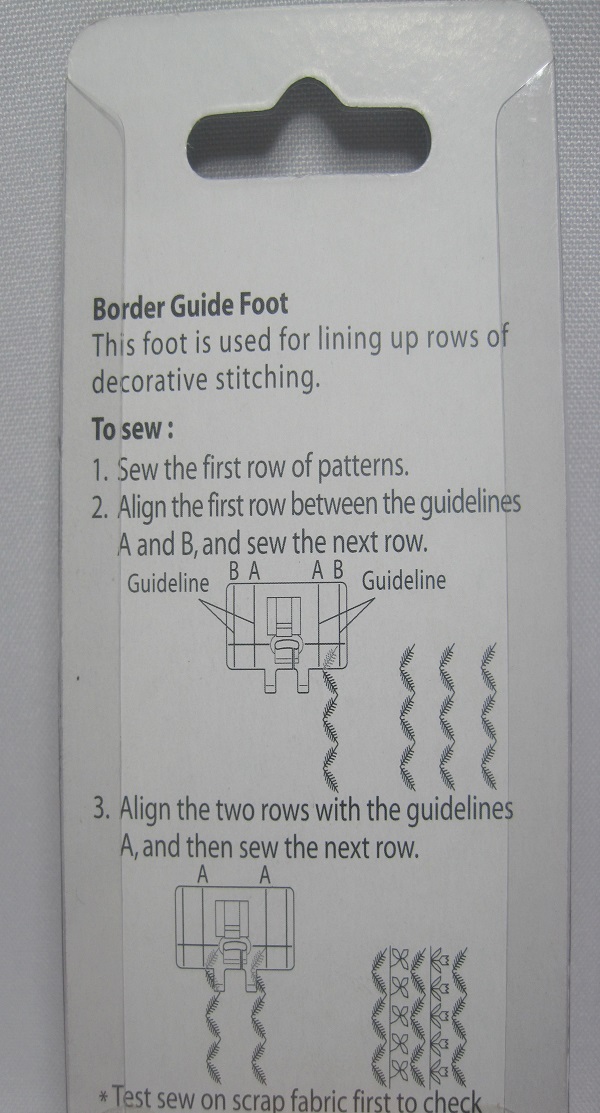 Border Guide Foot
This foot is used for lining up rows of
decorative stitching.
To sew :
1. Sew the first row of patterns.
2. Align the first row between the guidelines
A and B, and sew the next row.
Guideline B A A B Guideline
3. Align the two rows with the guidelines
A, and then sew the next row.
A A
* Test sew on scrap fabric first to check